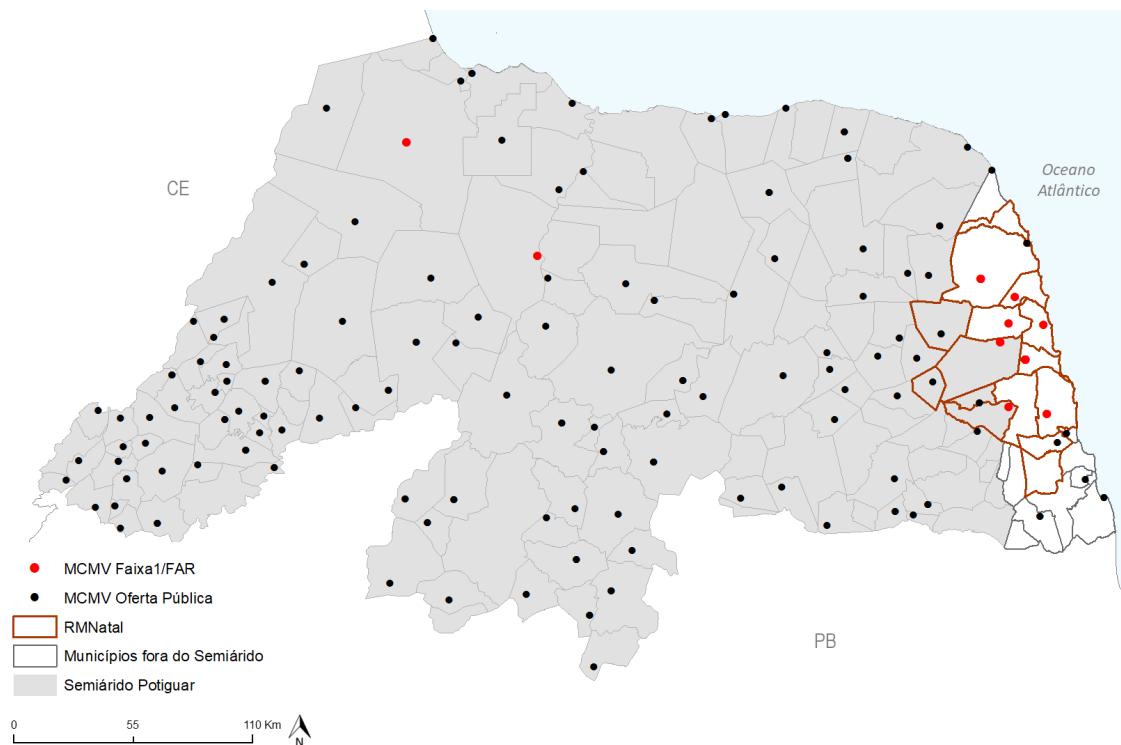 CE
Oceano
Atlântico
MCMV Faixa1/FAR
MCMV Oferta Pública
RMNatal
Municípios fora do Semiárido
Semiárido Potiguar
PB
0 55 110 Km
N